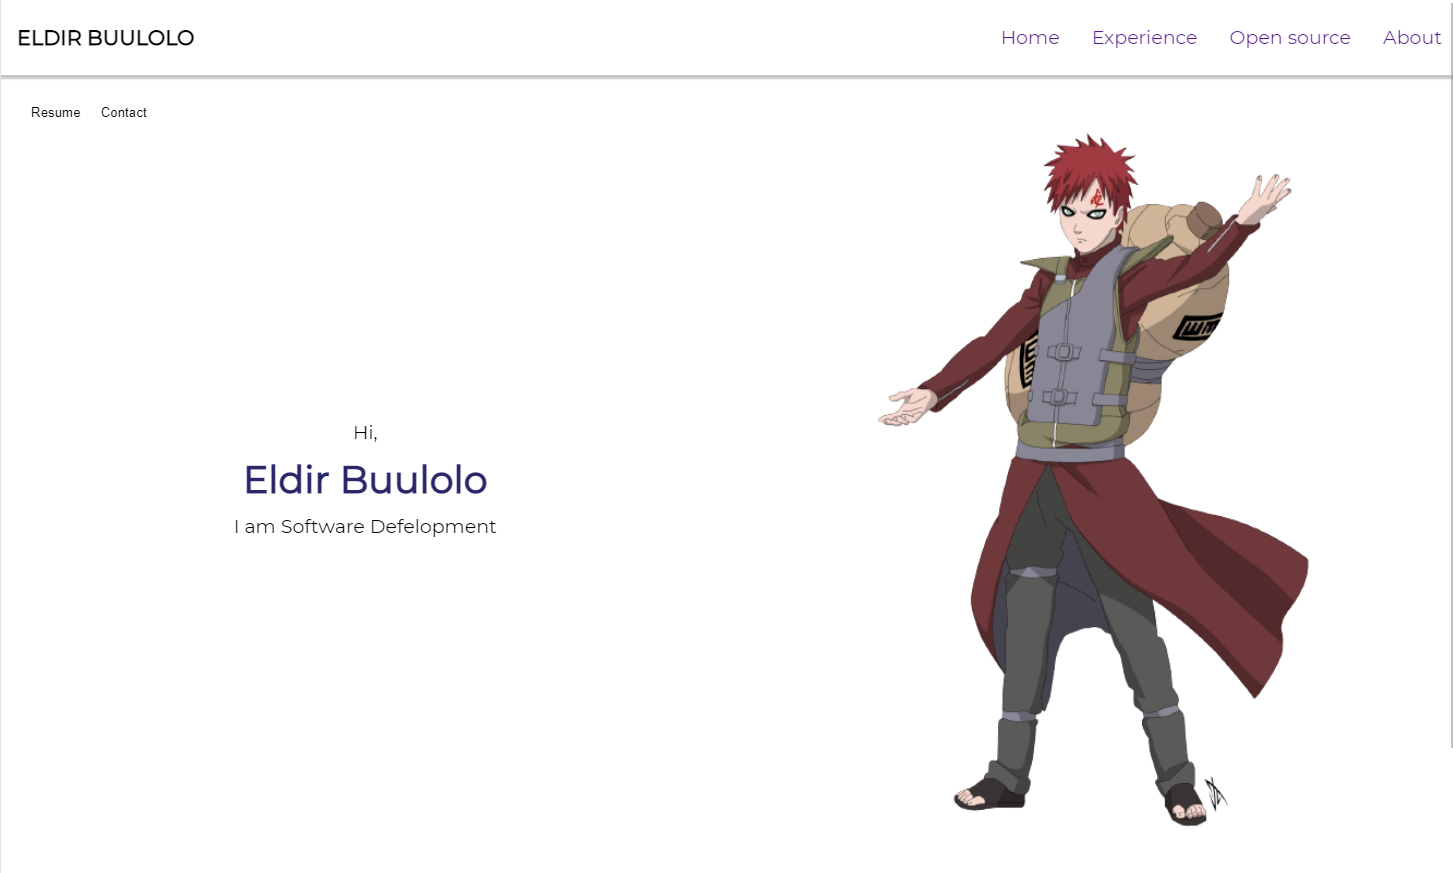 ELDIR BUULOLO
Home Experience Open source About
Resume Contact
Hi,
Eldir Buulolo
I am Software Defelopment